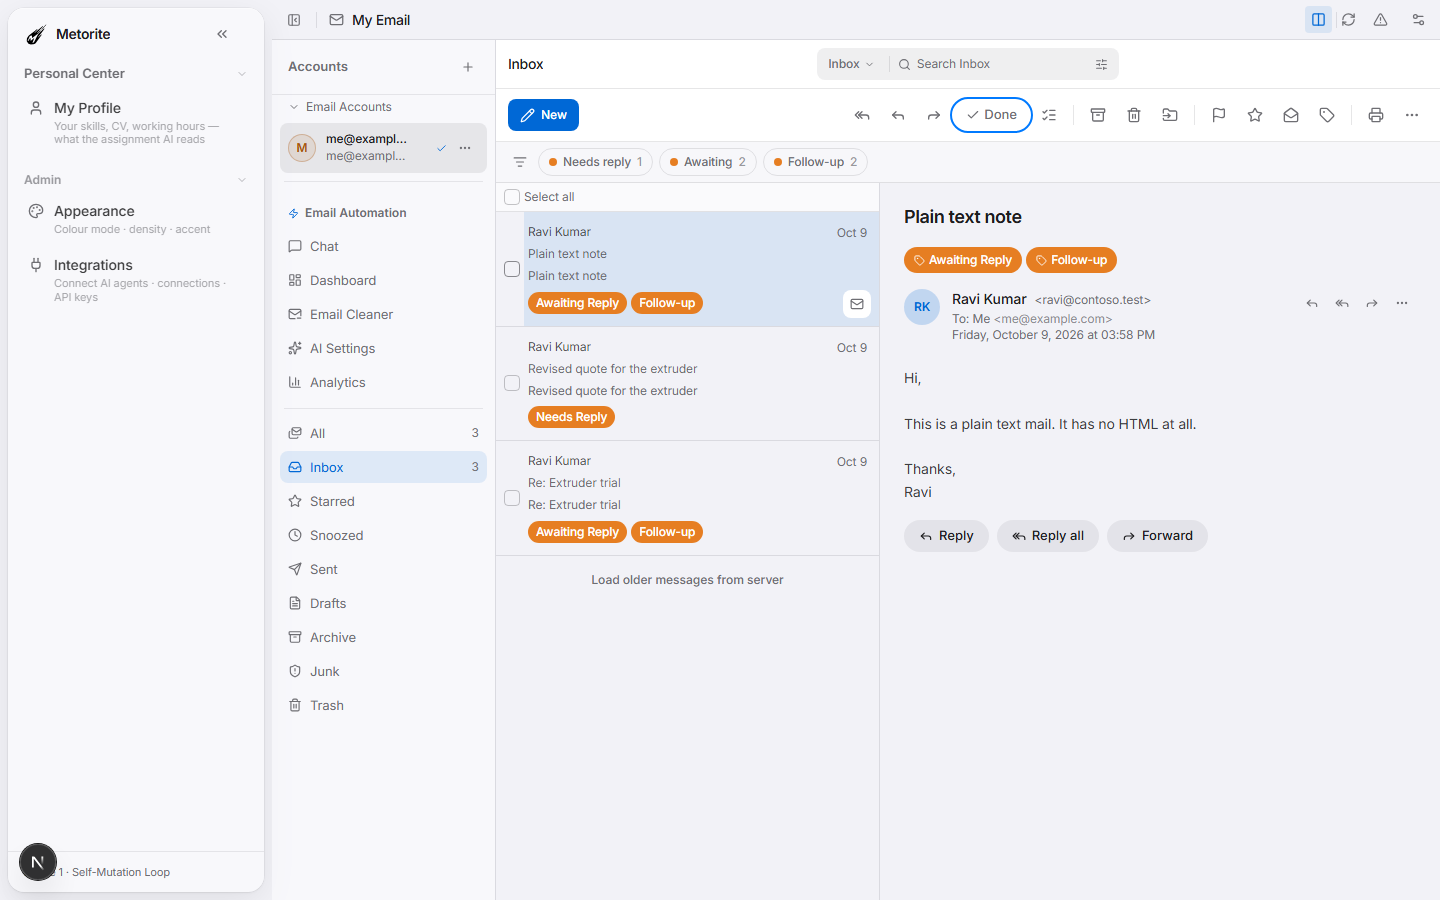 Metorite
Personal Center
My Profile
Your skills, CV, working hours —
what the assignment AI reads
Admin
Appearance
Colour mode · density · accent
Integrations
Connect AI agents · connections ·
API keys
N
1 · Self-Mutation Loop
My Email
Accounts
Email Accounts
M
me@exampl...
me@exampl...
Email Automation
Chat
Dashboard
Email Cleaner
AI Settings
Analytics
All 3
Inbox 3
Starred
Snoozed
Sent
Drafts
Archive
Junk
Trash
Inbox
Inbox Search Inbox
New
Done
Needs reply 1 Awaiting 2 Follow-up 2
Select all
Ravi Kumar Oct 9
Plain text note
Plain text note
Awaiting Reply Follow-up
Ravi Kumar Oct 9
Revised quote for the extruder
Revised quote for the extruder
Needs Reply
Ravi Kumar Oct 9
Re: Extruder trial
Re: Extruder trial
Awaiting Reply Follow-up
Load older messages from server
Plain text note
Awaiting Reply Follow-up
RK
Ravi Kumar <ravi@contoso.test>
To: Me <me@example.com>
Friday, October 9, 2026 at 03:58 PM
Hi,
This is a plain text mail. It has no HTML at all.
Thanks,
Ravi
Reply Reply all Forward